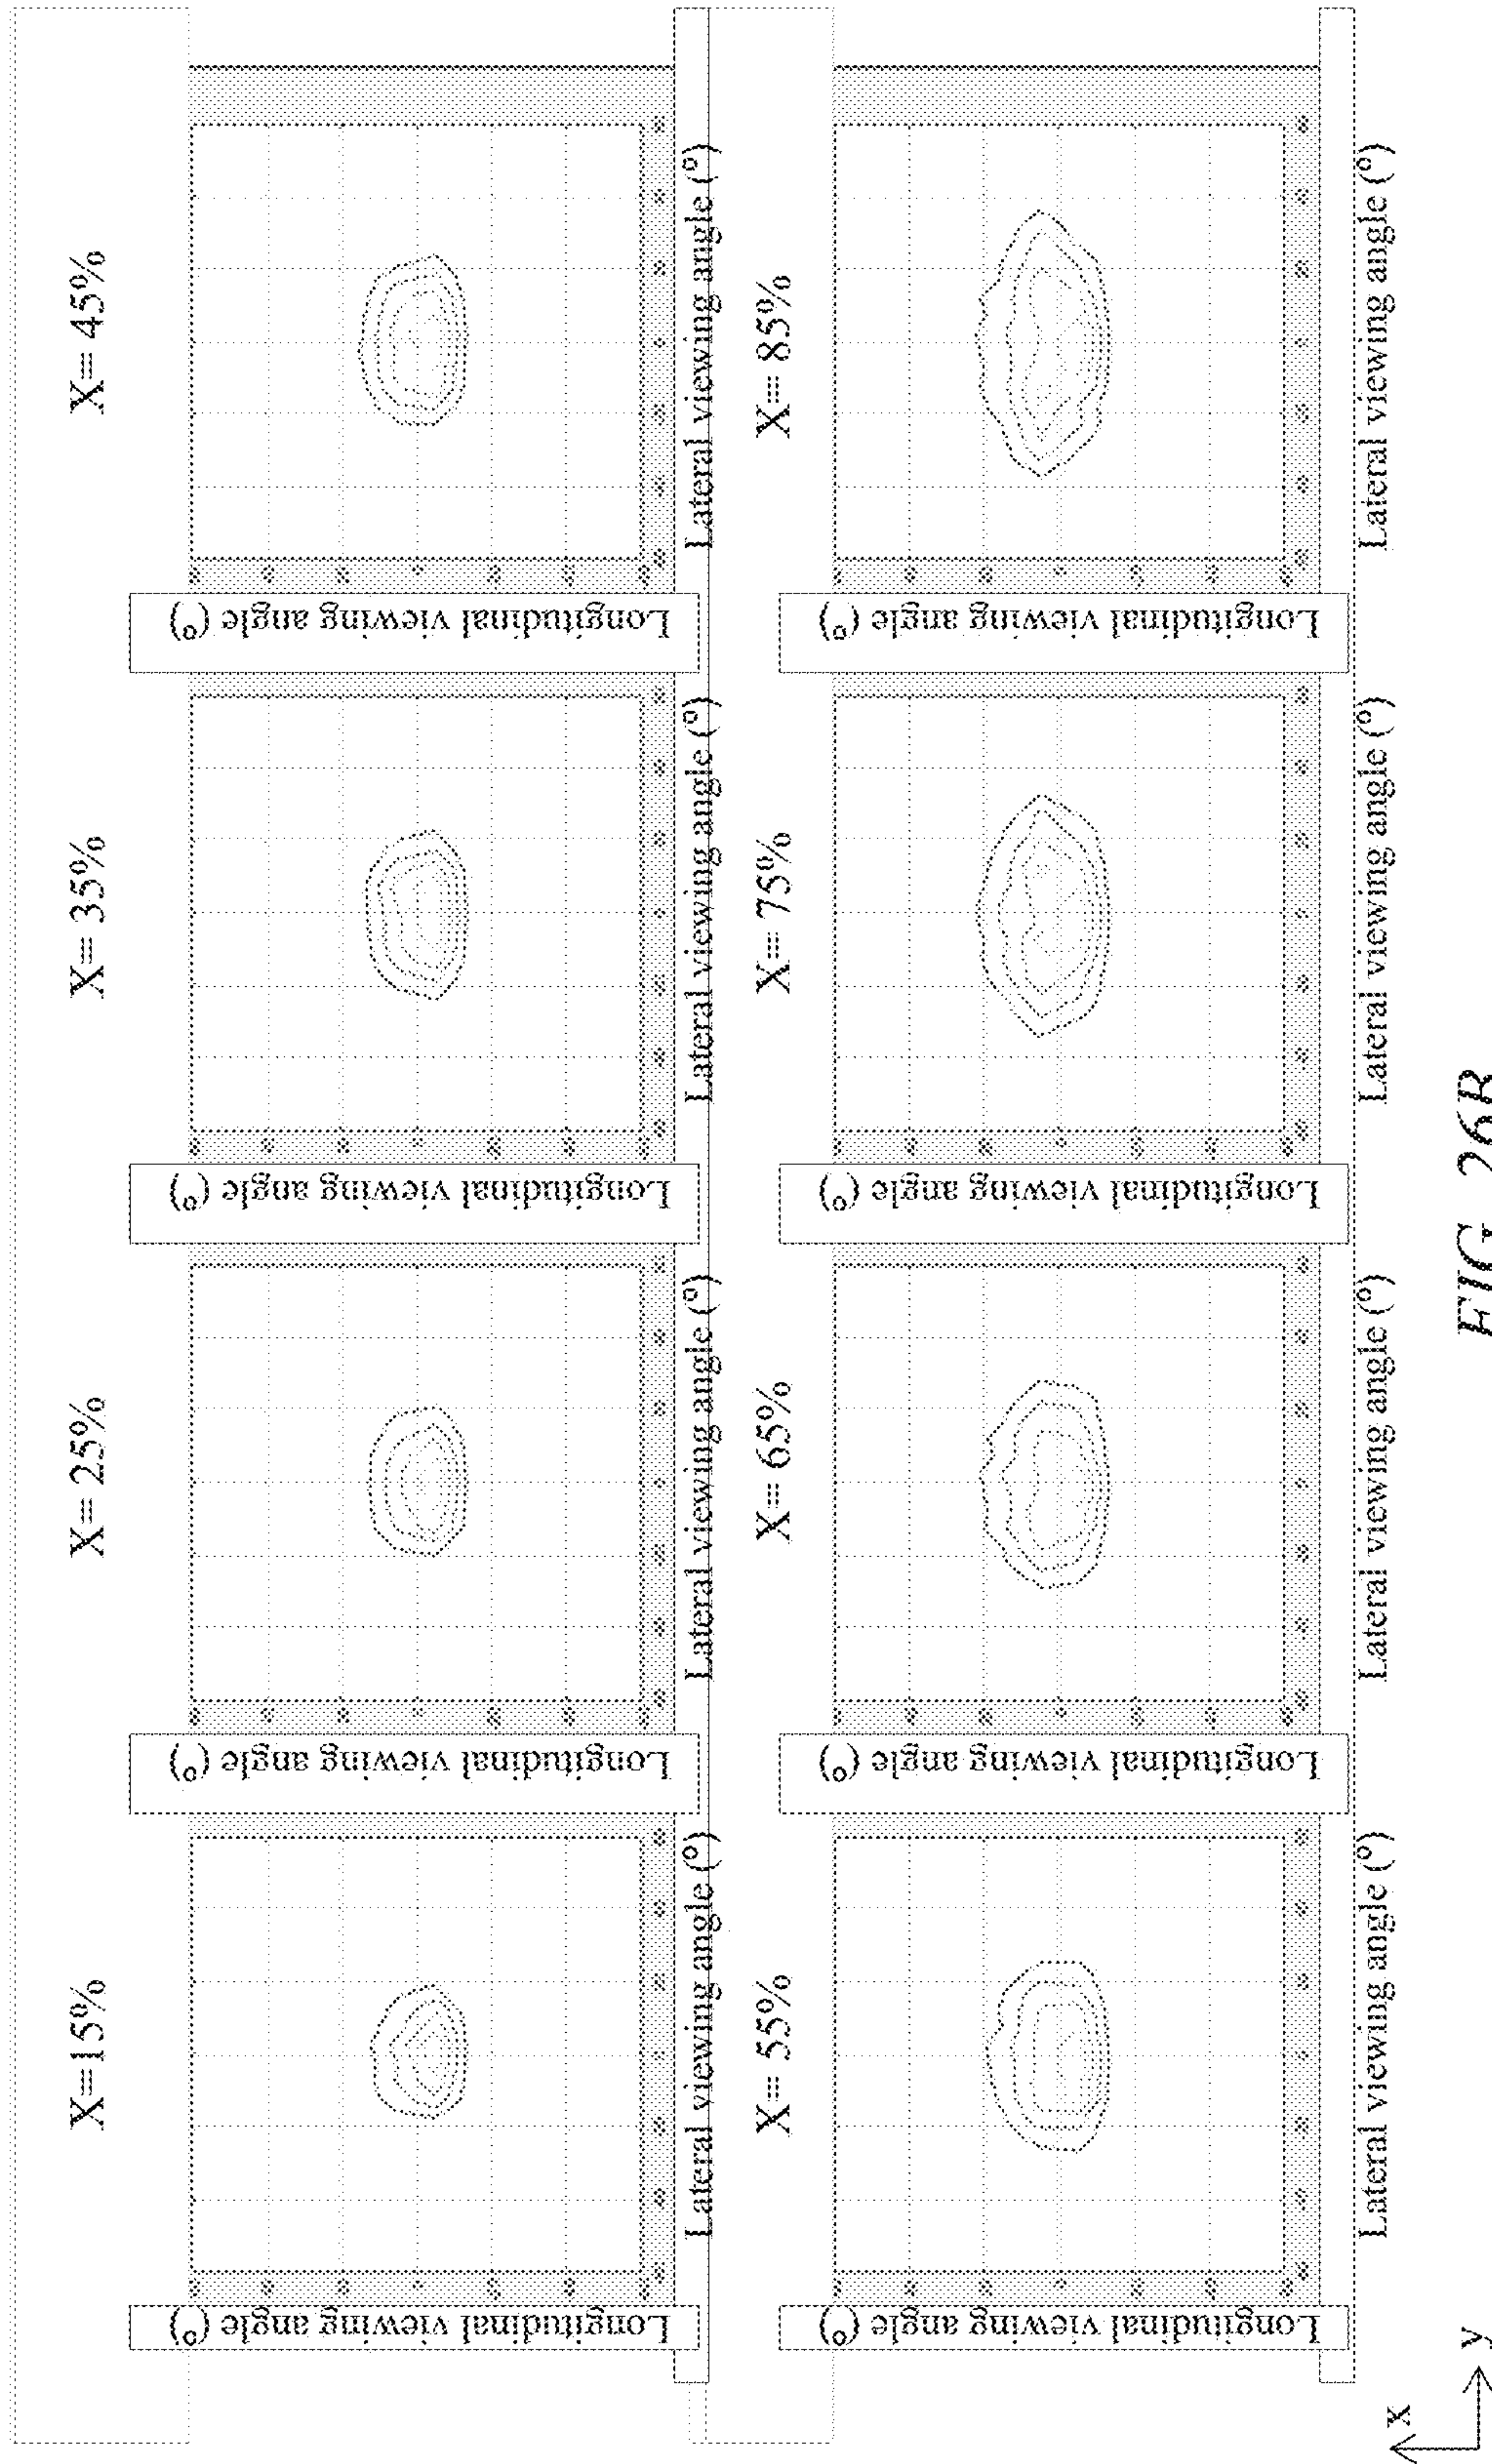 X=15%
X= 25%
X= 35%
X= 45%
Longitudinal viewing angle (°)
Longitudinal viewing angle (°)
Longitudinal viewing angle (°)
Longitudinal viewing angle (°)
Lateral viewing angle (°)
Lateral viewing angle (°)
Lateral viewing angle (°)
Lateral viewing angle (°)
X= 55%
X= 65%
X= 75%
X= 85%
Longitudinal viewing angle (°)
Longitudinal viewing angle (°)
Longitudinal viewing angle (°)
Longitudinal viewing angle (°)
Lateral viewing angle (°)
Lateral viewing angle (°)
Lateral viewing angle (°)
Lateral viewing angle (°)
x
y
FIG. 26B